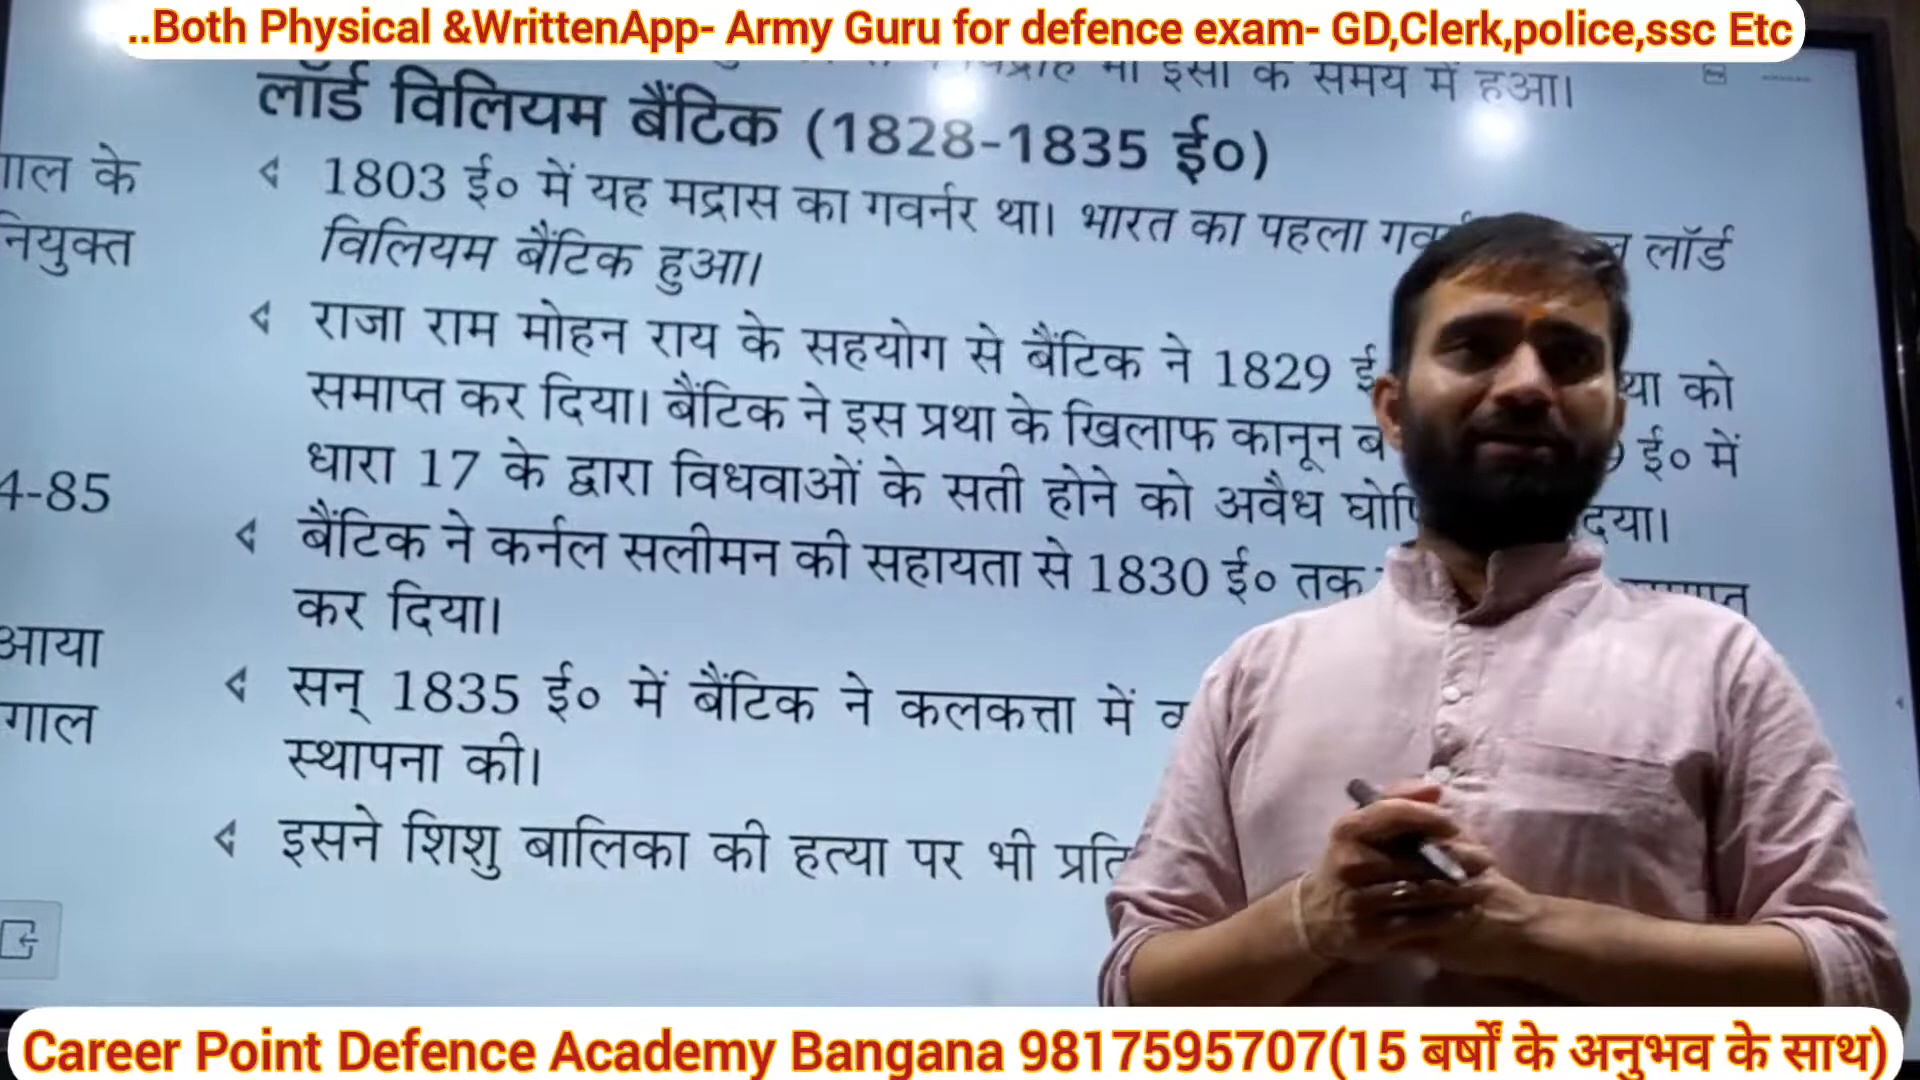 ..Both Physical &WrittenApp- Army Guru for defence exam- GD,Clerk,police,ssc Etc
इसी के समय में हुआ।
लॉर्ड विलियम बैंटिक (1828-1835 ई०)
के
1803 ई० में यह मद्रास का गवर्नर था। भारत का पहला लॉर्ड
नियुक्त
विलियम बैंटिक हुआ।
राजा राम मोहन राय के सहयोग से बैंटिक ने 1829 को
समाप्त कर दिया। बैंटिक ने इस प्रथा के खिलाफ कानून ई० में
4-85
धारा 17 के द्वारा विधवाओं के सती होने को अवैध
बैंटिक ने कर्नल सलीमन की सहायता से 1830 ई० तक
कर दिया।
आया
सन् 1835 ई० में बैंटिक ने कलकत्ता में
गाल
स्थापना की।
इसने शिशु बालिका की हत्या पर भी
Career Point Defence Academy Bangana 9817595707(15 बर्षों के अनुभव के साथ)